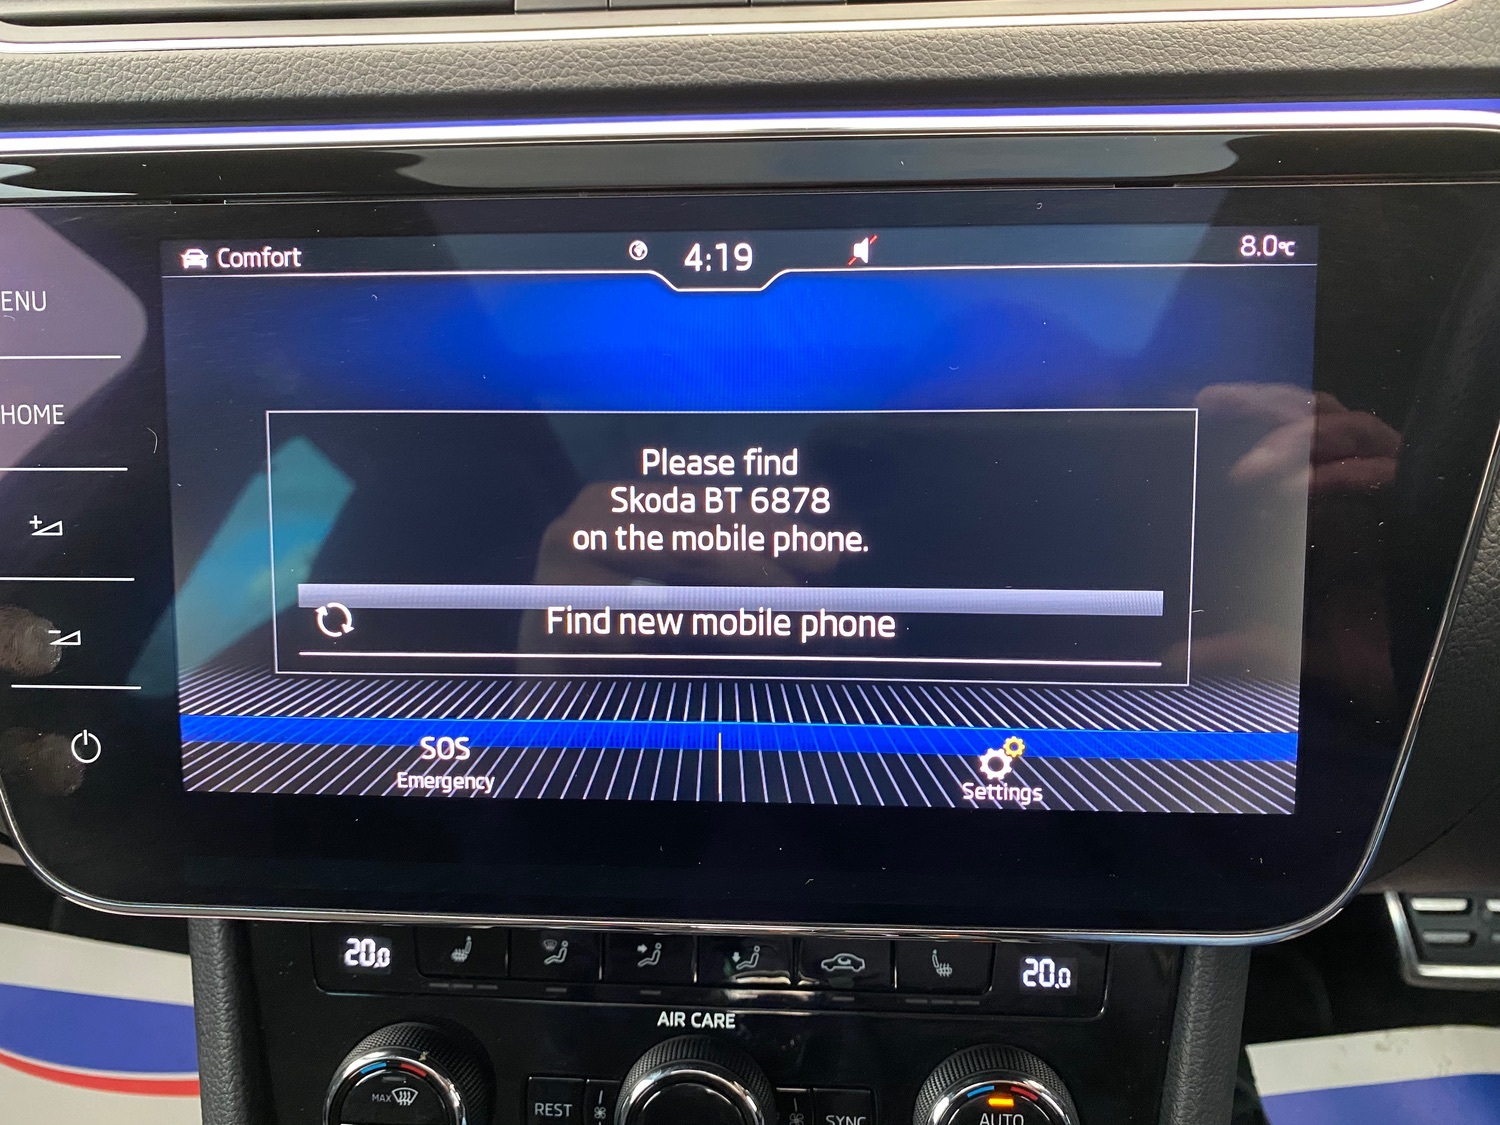 Comfort
4:19
8.0°C
ENU
HOME
Please find
Skoda BT 6878
on the mobile phone.
Find new mobile phone
SOS
Emergency
Settings
20.0
20.0
AIR CARE
MAX
REST
SYNC
AUTO